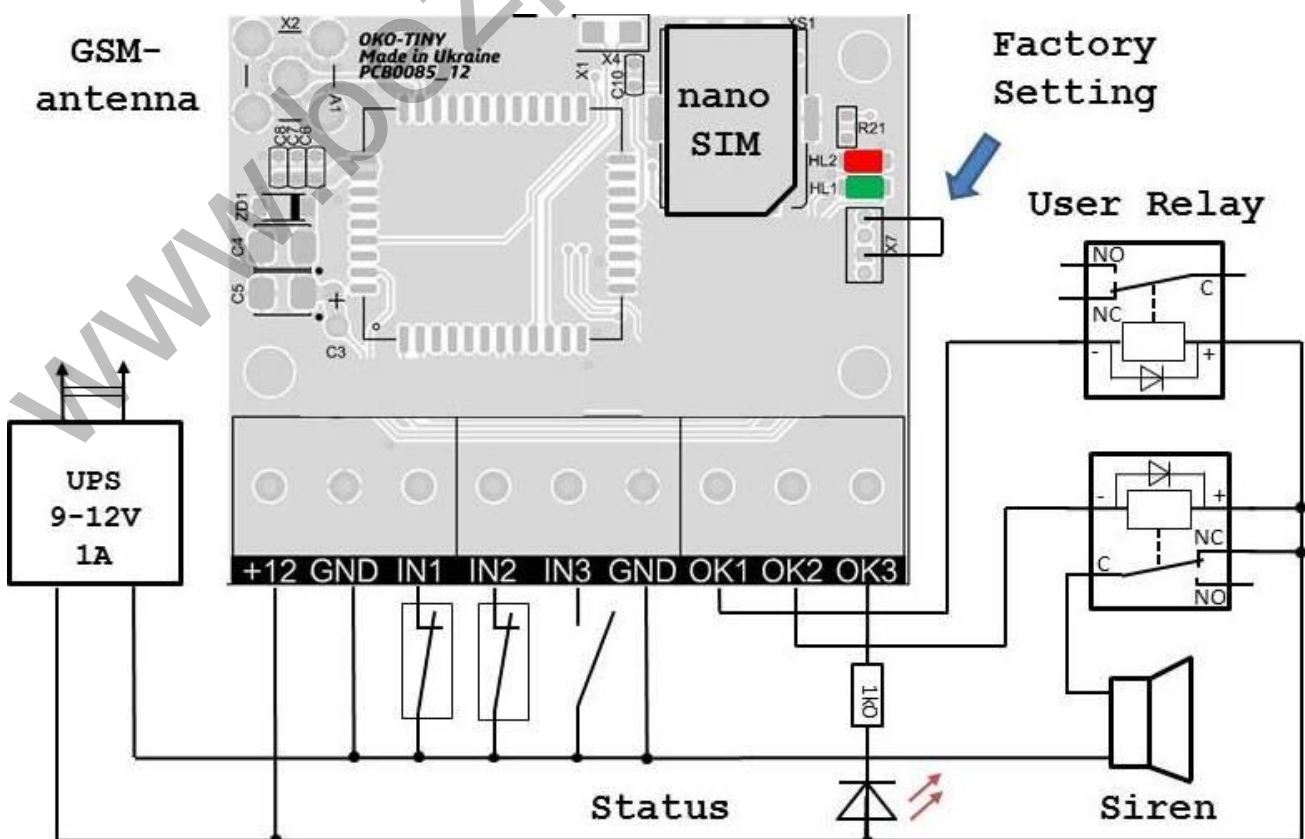 GSM-
antenna
X2
OKO-TINY
Made in Ukraine
PCB0085_12
X4
XS1
X1
C10
A1
C8
C7
C6
ZD1
C4
C5
+
C3
nano
SIM
R21
HL2
HL1
X7
Factory
Setting
User Relay
NO
C
NC
- +
UPS
9-12V
1A
- +
NC
C
NO
+12 GND IN1 IN2 IN3 GND OK1 OK2 OK3
1k0
Status
Siren